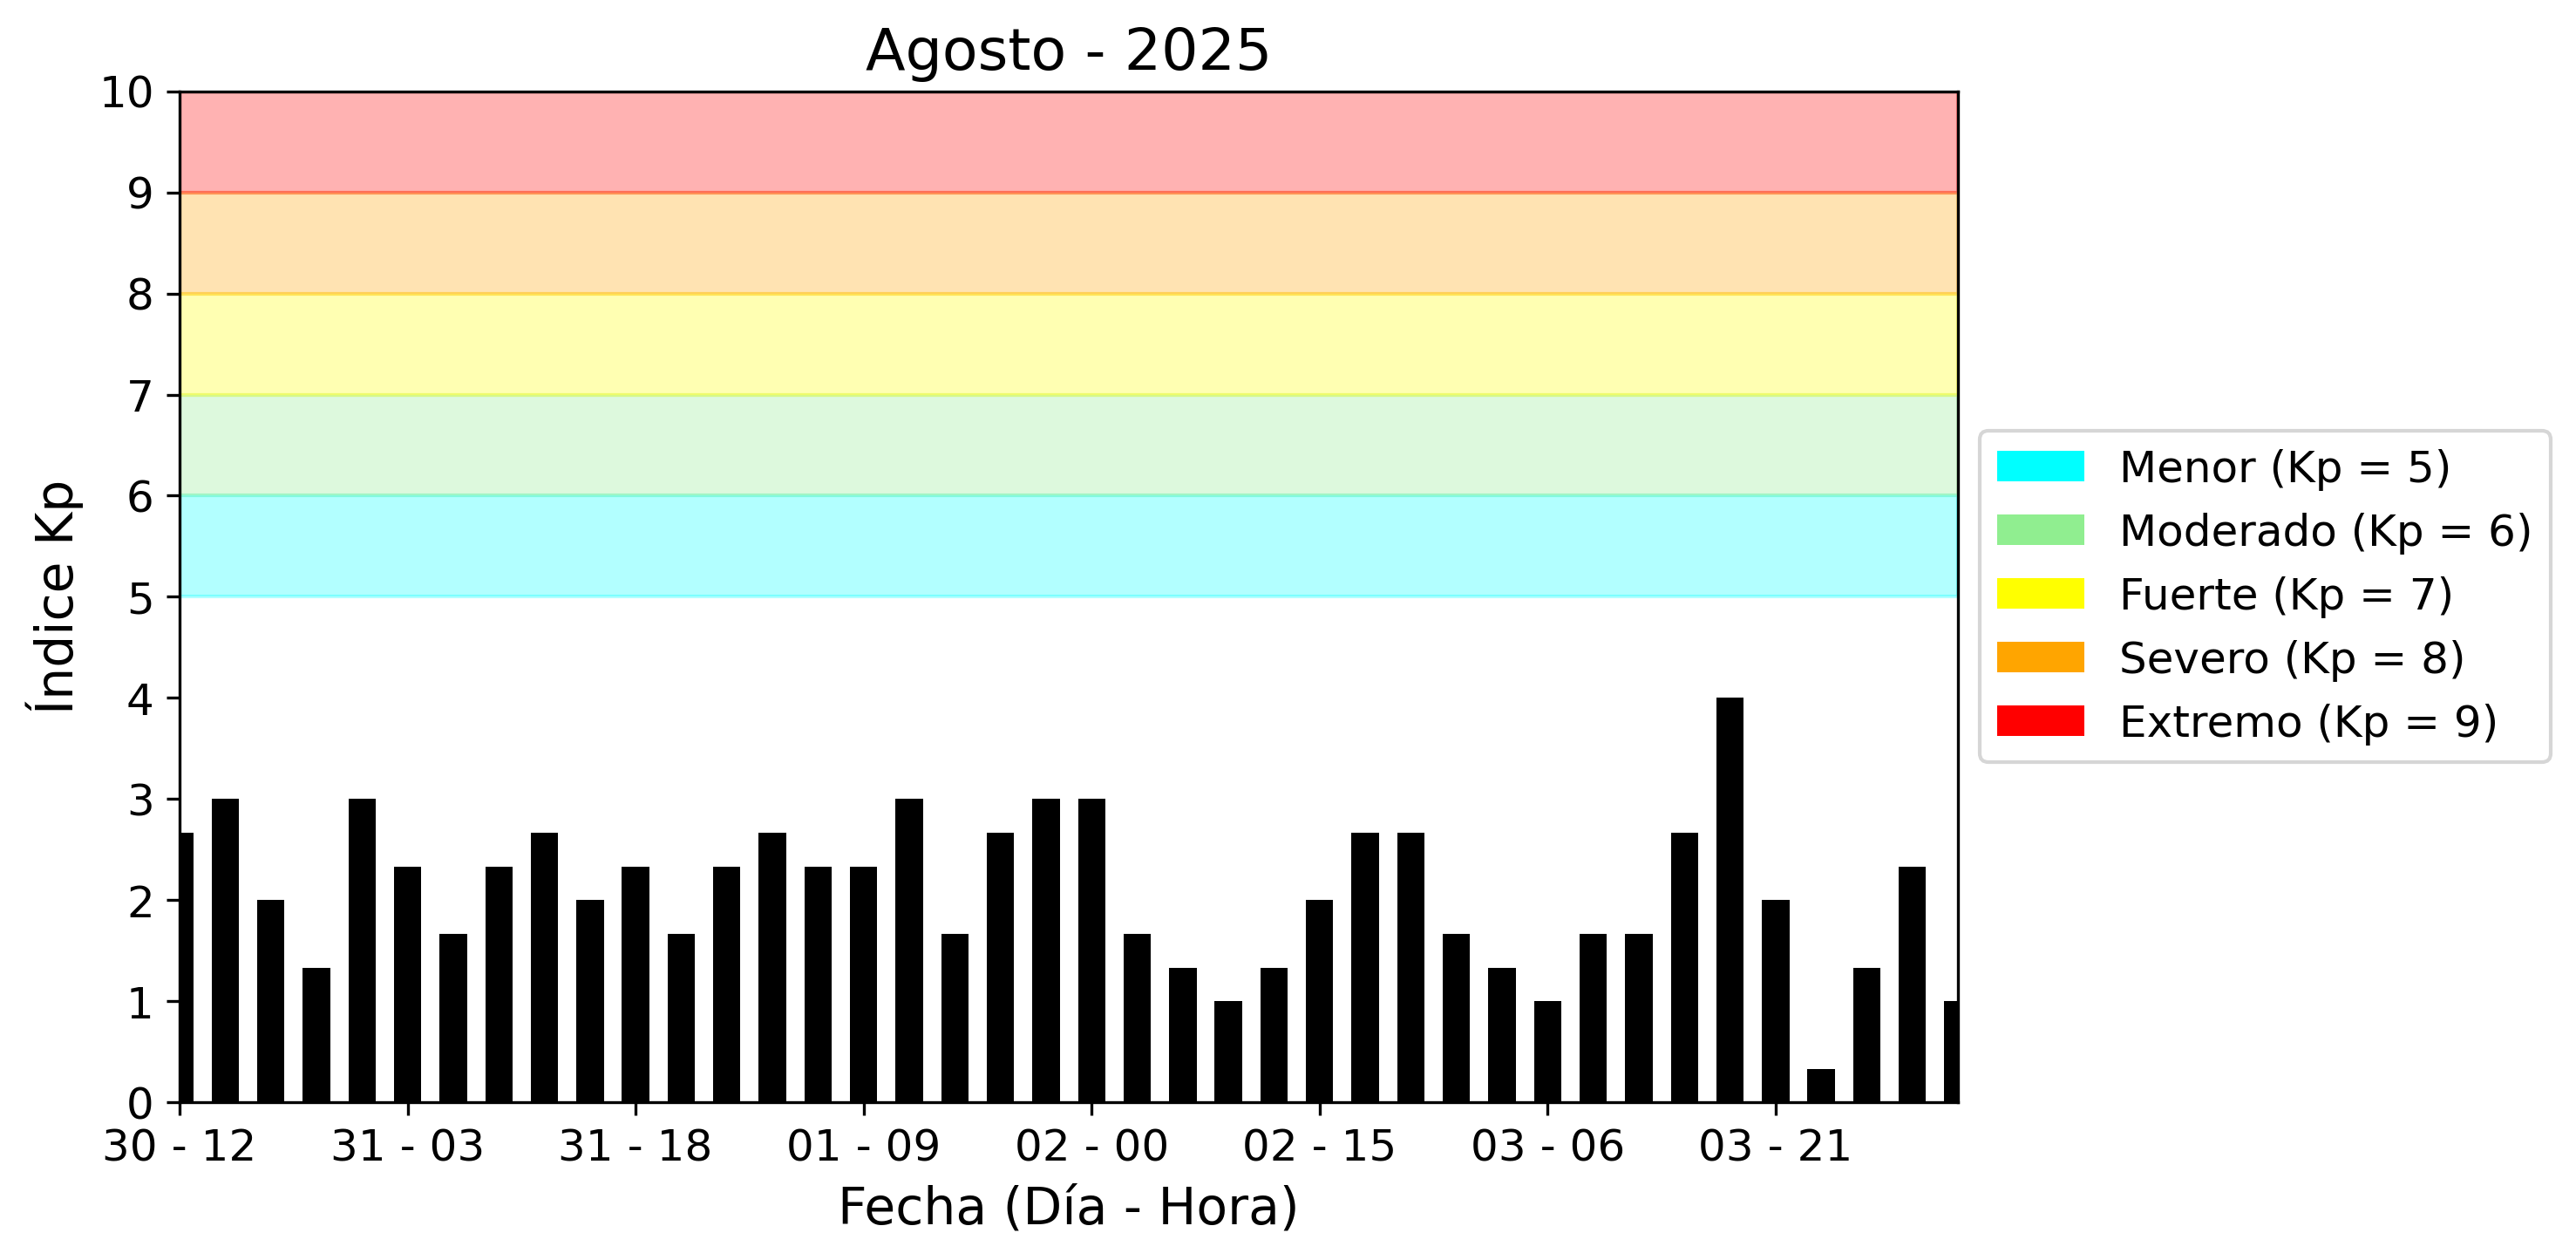 Agosto - 2025
10
9
8
7
6
5
4
3
2
1
0
Índice Kp
30 - 12
31 - 03
31 - 18
01 - 09
02 - 00
02 - 15
03 - 06
03 - 21
Fecha (Día - Hora)
Menor (Kp = 5)
Moderado (Kp = 6)
Fuerte (Kp = 7)
Severo (Kp = 8)
Extremo (Kp = 9)